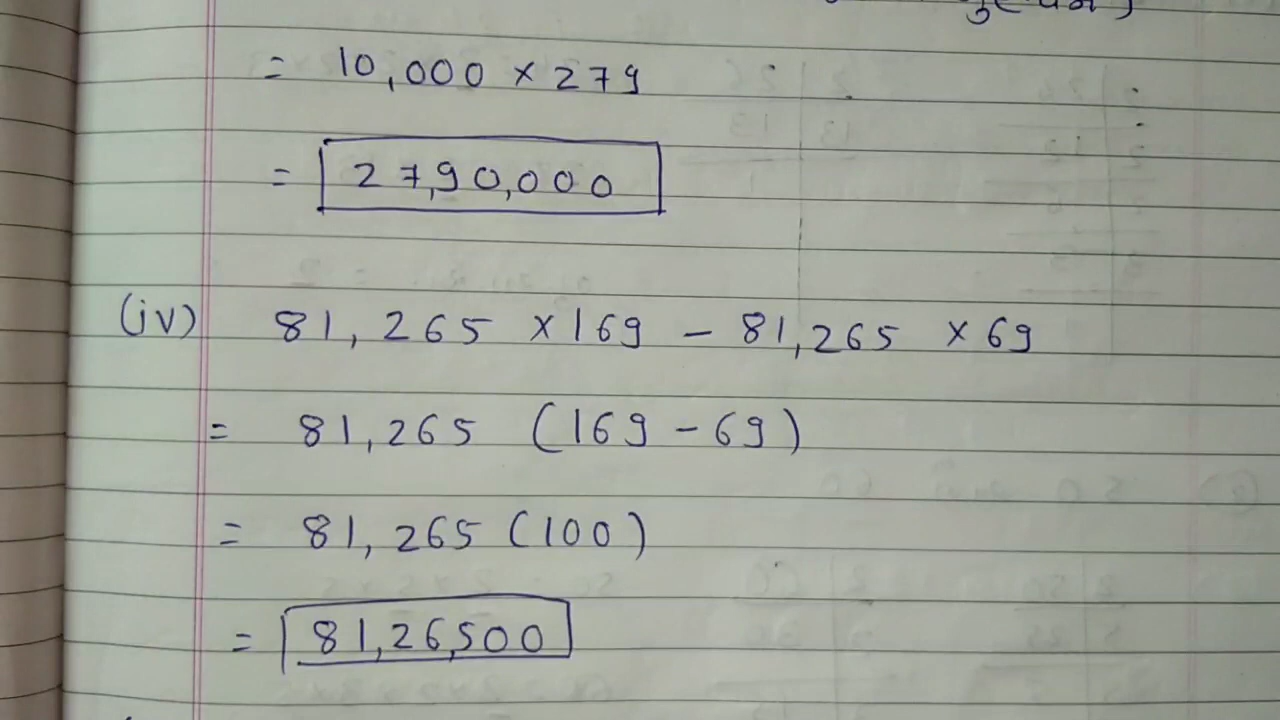 = 10,000 × 279
= 27,90,000
(iv) 81,265 × 169 - 81,265 × 69
= 81,265 (169 - 69)
= 81,265 (100)
= 81,26,500